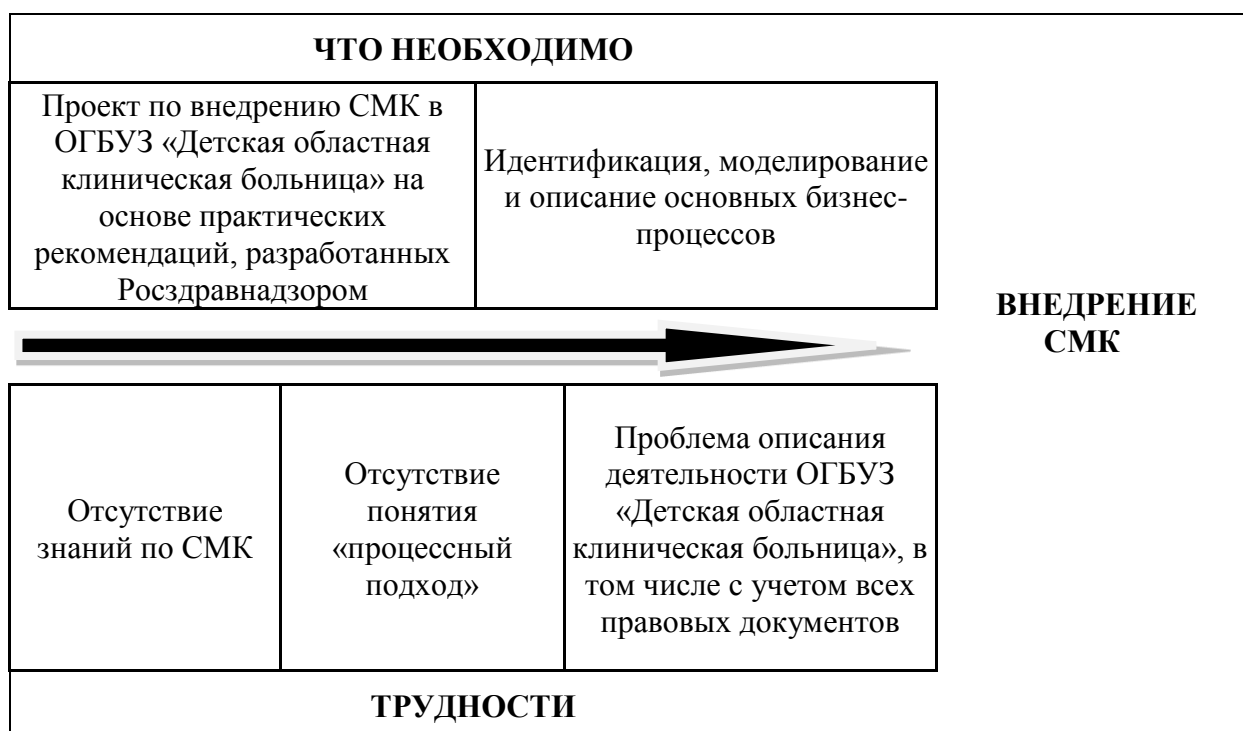 ЧТО НЕОБХОДИМО
Проект по внедрению СМК в
ОГБУЗ «Детская областная
клиническая больница» на
основе практических
рекомендаций, разработанных
Росздравнадзором
Идентификация, моделирование
и описание основных бизнес-
процессов
ВНЕДРЕНИЕ
СМК
Отсутствие
знаний по СМК
Отсутствие
понятия
«процессный
подход»
Проблема описания
деятельности ОГБУЗ
«Детская областная
клиническая больница», в
том числе с учетом всех
правовых документов
ТРУДНОСТИ